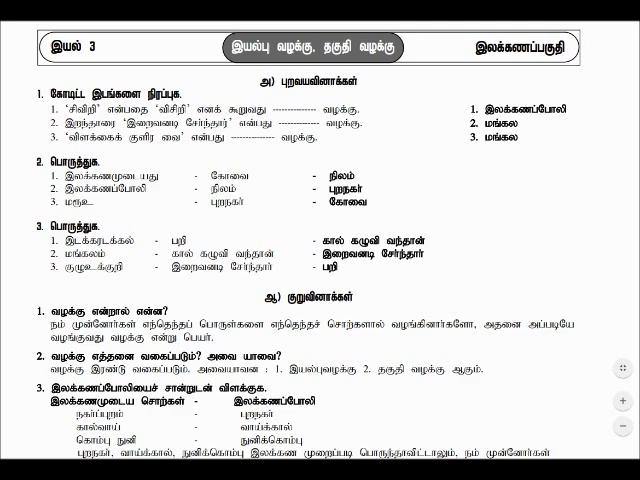 இயல் 3 இயல்பு வழக்கு, தகுதி வழக்கு இலக்கணப்பகுதி
அ) புறவயவினாக்கள்
1. கோடிட்ட இடங்களை நிரப்புக.
1. ‘சிவிறி’ என்பதை ‘விசிறி’ எனக் கூறுவது -------------- வழக்கு. 1. இலக்கணப்போலி
2. இறந்தாரை ‘இறைவனடி சேர்ந்தார்’ என்பது ------------- வழக்கு. 2. மங்கல
3. ‘விளக்கைக் குளிர வை’ என்பது -------------- வழக்கு. 3. மங்கல
2. பொருத்துக.
1. இலக்கணமுடையது - கோவை - நிலம்
2. இலக்கணப்போலி - நிலம் - புறநகர்
3. மரூஉ - புறநகர் - கோவை
3. பொருத்துக.
1. இடக்கரடக்கல் - பறி - கால் கழுவி வந்தான்
2. மங்கலம் - கால் கழுவி வந்தான் - இறைவனடி சேர்ந்தார்
3. குழூஉக்குறி - இறைவனடி சேர்ந்தார் - பறி
ஆ) குறுவினாக்கள்
1. வழக்கு என்றால் என்ன?
நம் முன்னோர்கள் எந்தெந்தப் பொருள்களை எந்தெந்தச் சொற்களால் வழங்கினார்களோ, அதனை அப்படியே
வழங்குவது வழக்கு என்று பெயர்.
2. வழக்கு எத்தனை வகைப்படும்? அவை யாவை?
வழக்கு இரண்டு வகைப்படும். அவையாவன : 1. இயல்புவழக்கு 2. தகுதி வழக்கு ஆகும்.
3. இலக்கணப்போலியைச் சான்றுடன் விளக்குக.
இலக்கணமுடைய சொற்கள் - இலக்கணப்போலி
நகர்ப்புறம் - புறநகர்
கால்வாய் - வாய்க்கால்
கொம்பு நுனி - நுனிக்கொம்பு
புறநகர், வாய்க்கால், நுனிக்கொம்பு இலக்கண முறைப்படி பொருந்தாவிட்டாலும், நம் முன்னோர்கள்